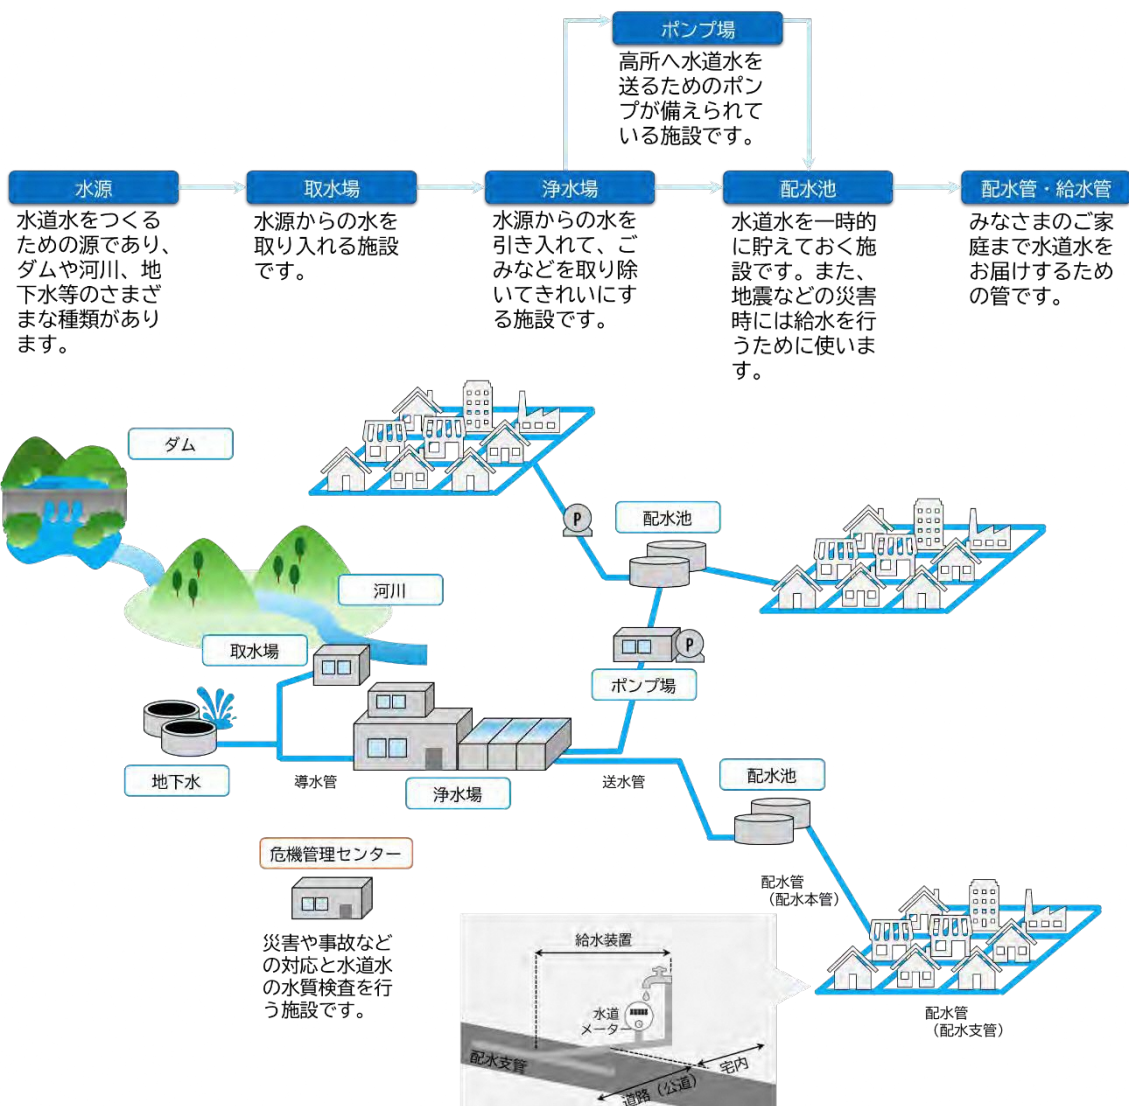 ポンプ場
高所へ水道水を
送るためのポン
プが備えられて
いる施設です。
水源
水道水をつくる
ための源であり、
ダムや河川、地
下水等のさまざ
まな種類があり
ます。
取水場
水源からの水を
取り入れる施設
です。
浄水場
水源からの水を
引き入れて、ご
みなどを取り除
いてきれいにす
る施設です。
配水池
水道水を一時的
に貯えておく施
設です。また、
地震などの災害
時には給水を行
うために使いま
す。
配水管・給水管
みなさまのご家
庭まで水道水を
お届けするため
の管です。
ダム
河川
取水場
地下水
導水管
浄水場
P
配水池
P
ポンプ場
送水管
配水池
配水管
（配水本管）
配水管
（配水支管）
危機管理センター
災害や事故など
の対応と水道水
の水質検査を行
う施設です。
給水装置
水道
メーター
配水支管
道路（公道）
宅内